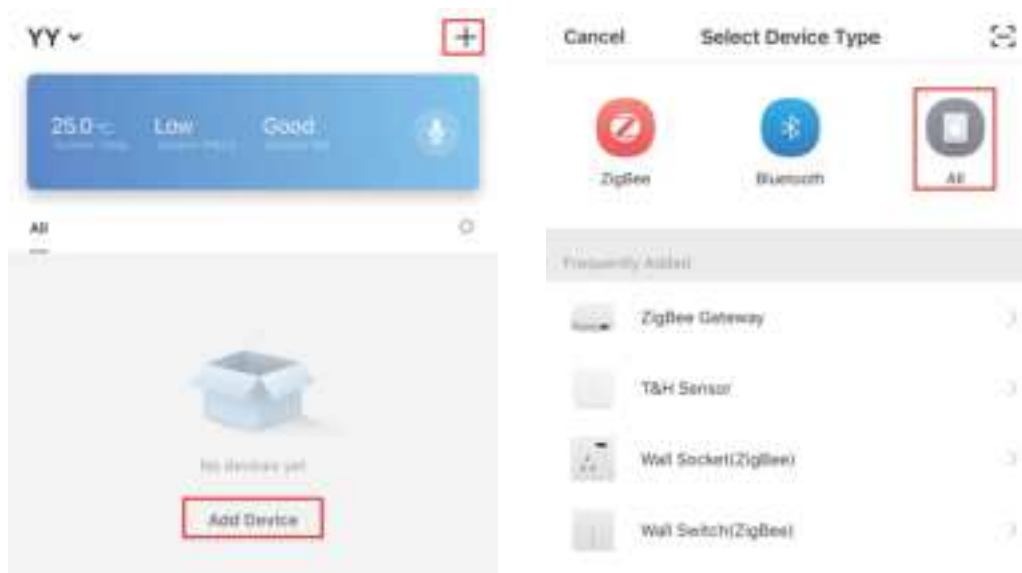 YY
25.0 °C Low Good
All
No devices yet
Add Device
Cancel Select Device Type
ZigBee Bluetooth All
Frequently Added
ZigBee Gateway
T&H Sensor
Wall Socket(ZigBee)
Wall Switch(ZigBee)